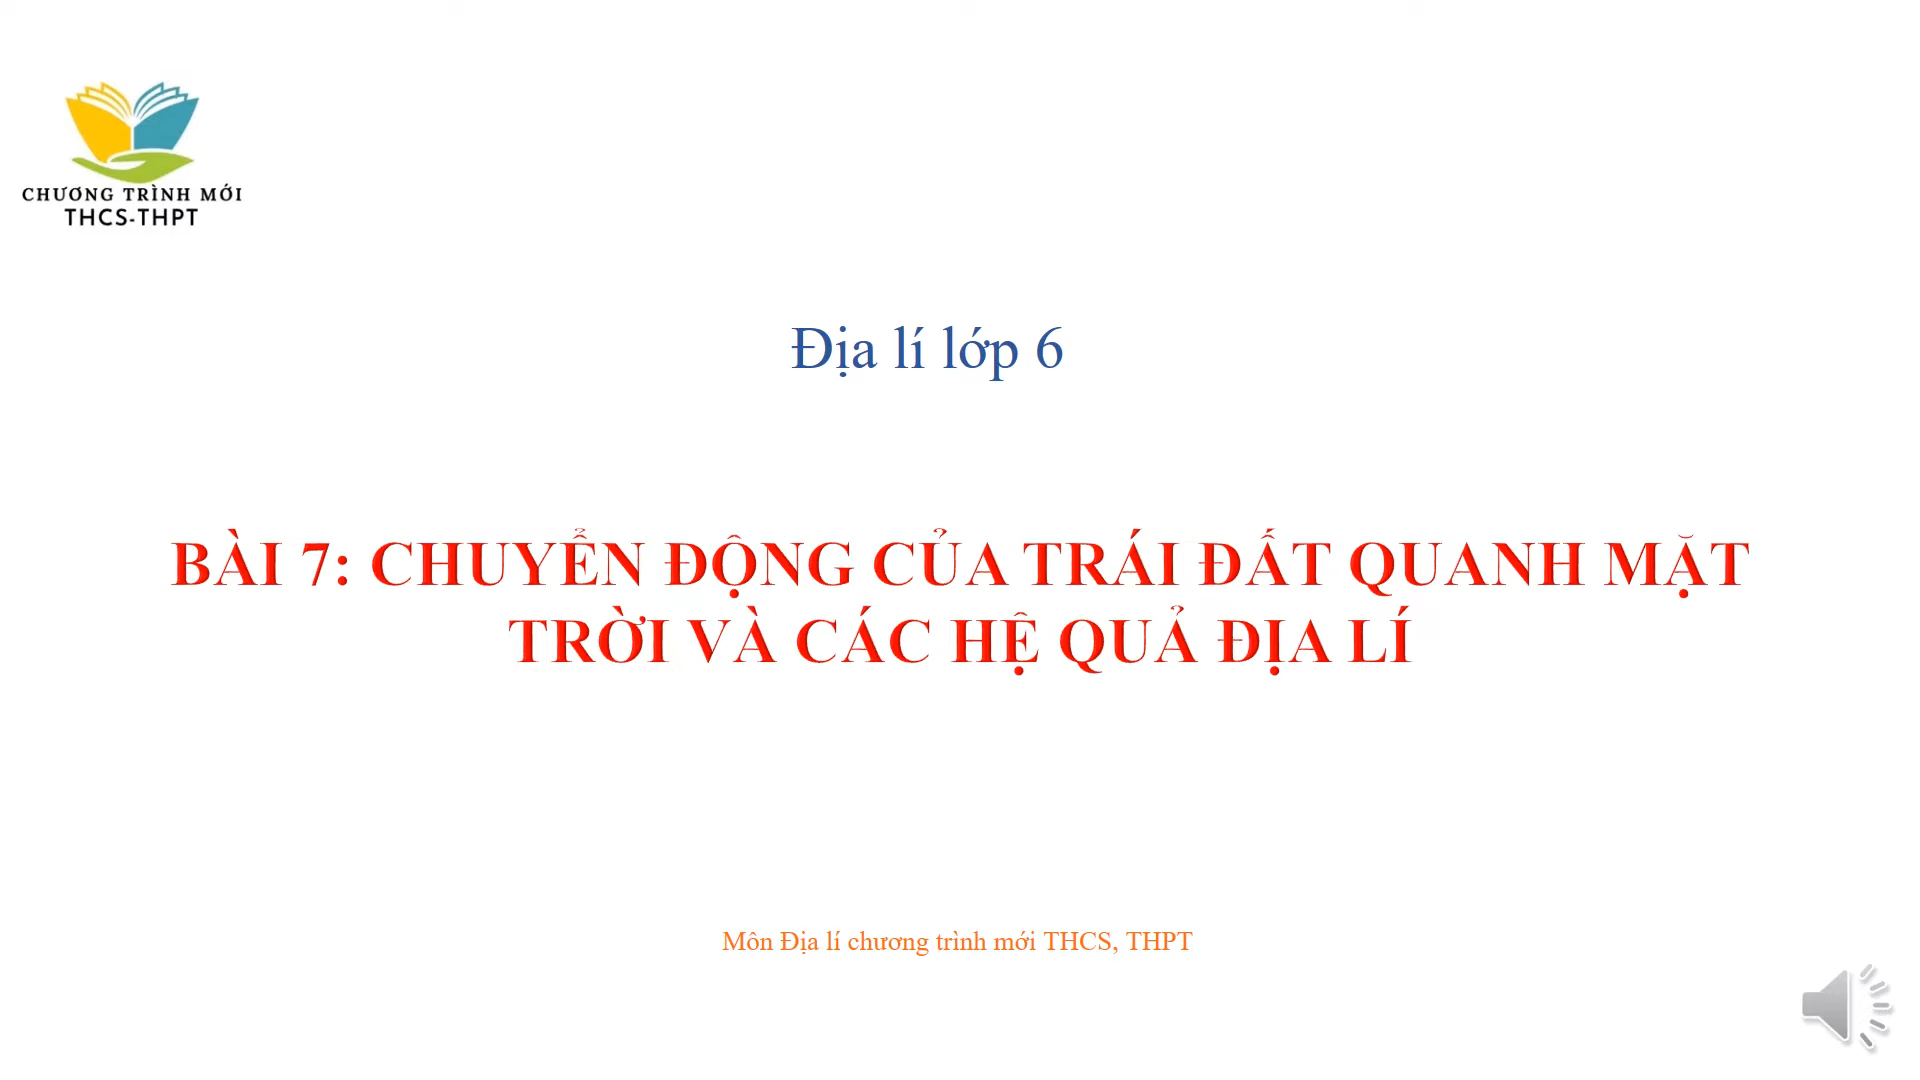 CHƯƠNG TRÌNH MỚI
THCS-THPT
Địa lí lớp 6
BÀI 7: CHUYỂN ĐỘNG CỦA TRÁI ĐẤT QUANH MẶT
TRỜI VÀ CÁC HỆ QUẢ ĐỊA LÍ
Môn Địa lí chương trình mới THCS, THPT